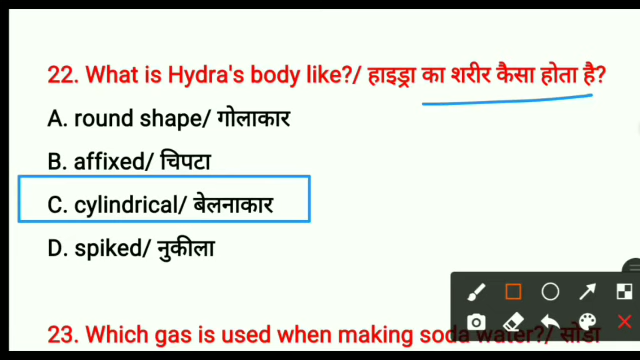 22. What is Hydra's body like?/ हाइड्रा का शरीर कैसा होता है?
A. round shape/ गोलाकार
B. affixed/ चिपटा
C. cylindrical/ बेलनाकार
D. spiked/ नुकीला
23. Which gas is used when making soda water?/ सोडा